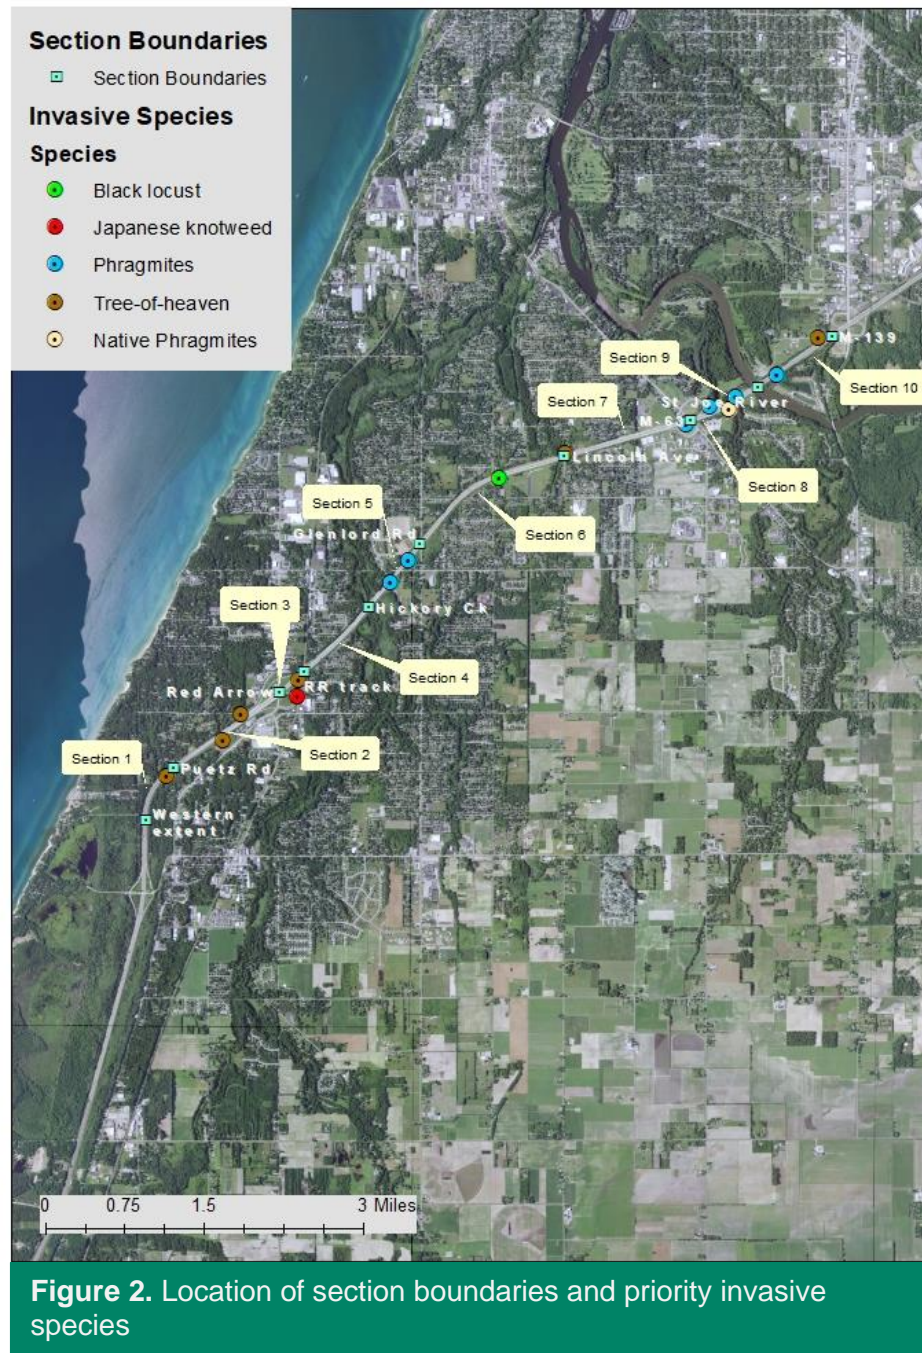 Section Boundaries
Section Boundaries
Invasive Species
Species
Black locust
Japanese knotweed
Phragmites
Tree-of-heaven
Native Phragmites
M-139
Section 9
Section 10
St Joe River
Section 7
M-63
Lincoln Ave
Section 8
Section 5
Glenlord Rd
Section 6
Section 3
Hickory Ck
Red Arrow
RR track
Section 4
Section 1
Section 2
Puetz Rd
Western
extent
0 0.75 1.5 3 Miles
Figure 2. Location of section boundaries and priority invasive
species